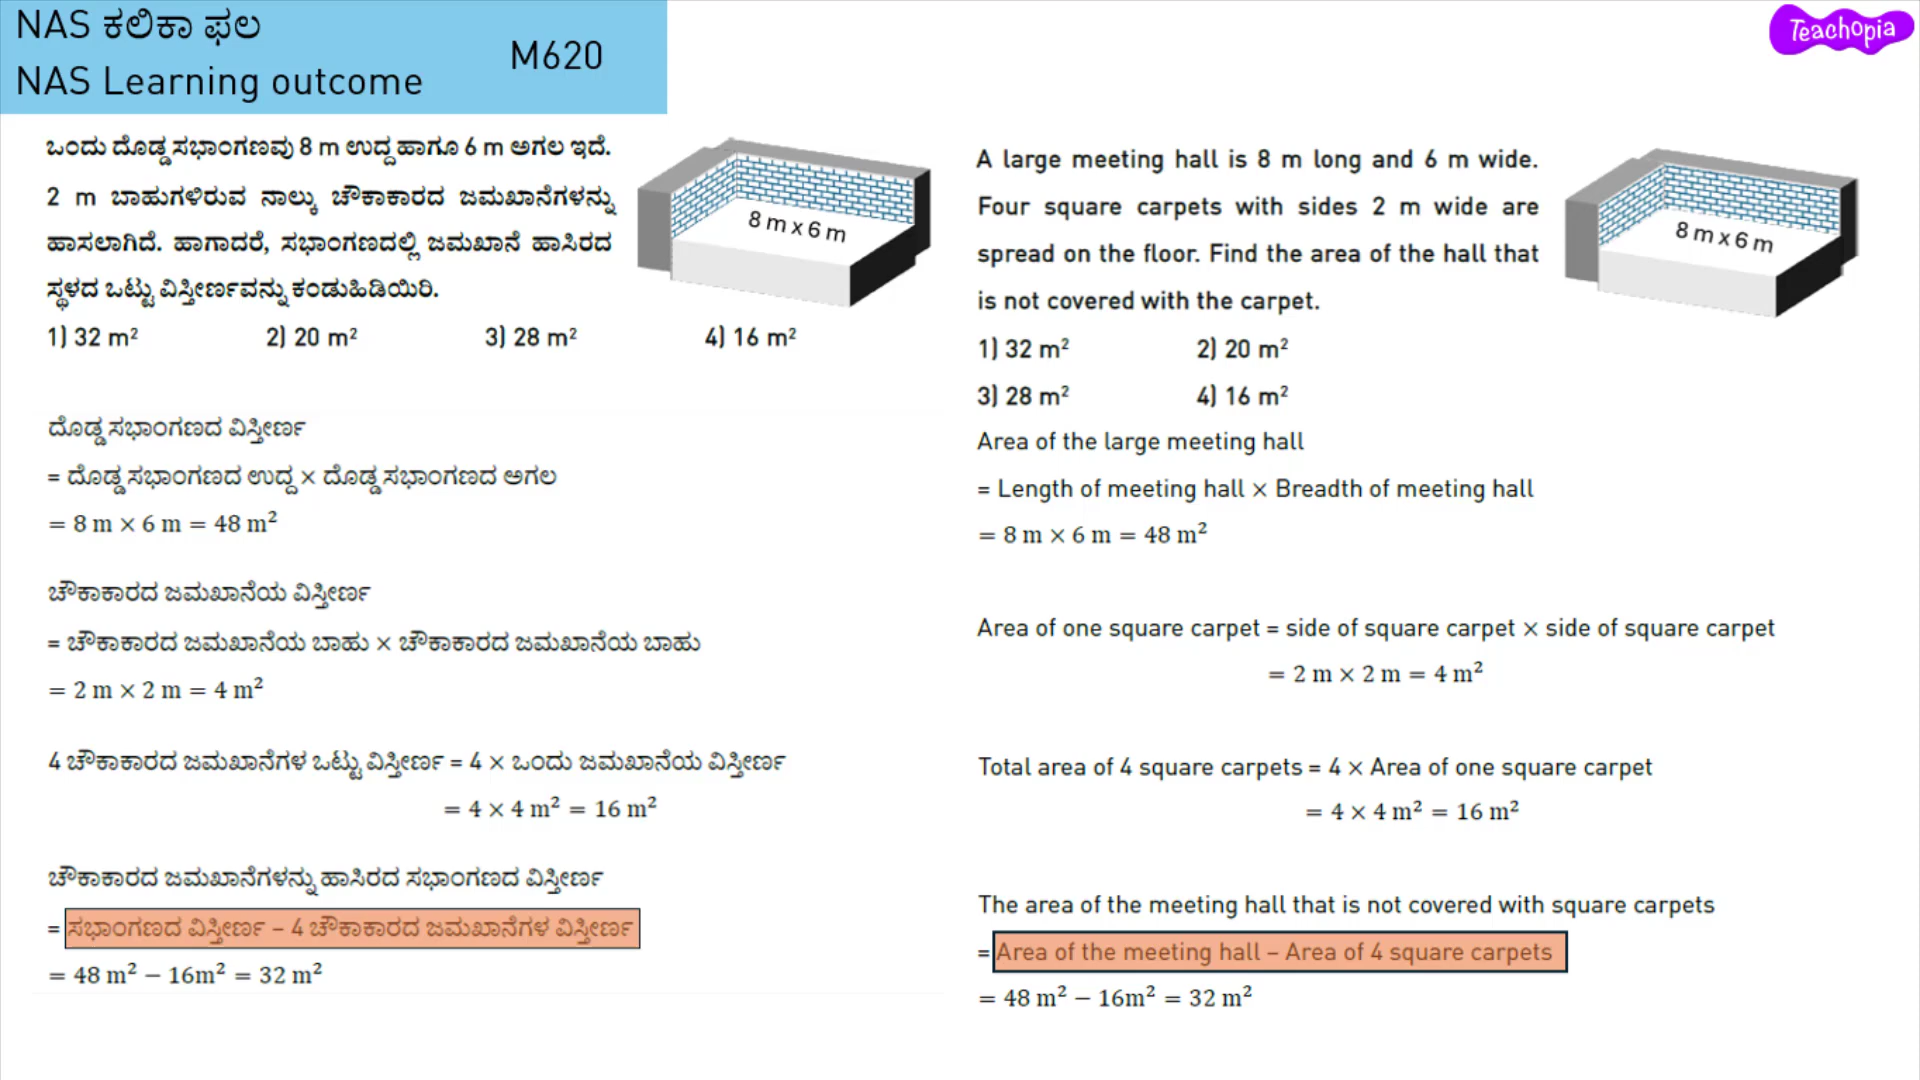 NAS ಕಲಿಕಾ ಫಲ
NAS Learning outcome
M620
Teachopia
ಒಂದು ದೊಡ್ಡ ಸಭಾಂಗಣವು 8 m ಉದ್ದ ಹಾಗೂ 6 m ಅಗಲ ಇದೆ.
2 m ಬಾಹುಗಳಿರುವ ನಾಲ್ಕು ಚೌಕಾಕಾರದ ಜಮಖಾನೆಗಳನ್ನು
ಹಾಸಲಾಗಿದೆ. ಹಾಗಾದರೆ, ಸಭಾಂಗಣದಲ್ಲಿ ಜಮಖಾನೆ ಹಾಸಿರದ
ಸ್ಥಳದ ಒಟ್ಟು ವಿಸ್ತೀರ್ಣವನ್ನು ಕಂಡುಹಿಡಿಯಿರಿ.
8 m x 6 m
1) 32 m² 2) 20 m² 3) 28 m² 4) 16 m²
ದೊಡ್ಡ ಸಭಾಂಗಣದ ವಿಸ್ತೀರ್ಣ
= ದೊಡ್ಡ ಸಭಾಂಗಣದ ಉದ್ದ × ದೊಡ್ಡ ಸಭಾಂಗಣದ ಅಗಲ
= 8 m × 6 m = 48 m²
ಚೌಕಾಕಾರದ ಜಮಖಾನೆಯ ವಿಸ್ತೀರ್ಣ
= ಚೌಕಾಕಾರದ ಜಮಖಾನೆಯ ಬಾಹು × ಚೌಕಾಕಾರದ ಜಮಖಾನೆಯ ಬಾಹು
= 2 m × 2 m = 4 m²
4 ಚೌಕಾಕಾರದ ಜಮಖಾನೆಗಳ ಒಟ್ಟು ವಿಸ್ತೀರ್ಣ = 4 × ಒಂದು ಜಮಖಾನೆಯ ವಿಸ್ತೀರ್ಣ
= 4 × 4 m² = 16 m²
ಚೌಕಾಕಾರದ ಜಮಖಾನೆಗಳನ್ನು ಹಾಸಿರದ ಸಭಾಂಗಣದ ವಿಸ್ತೀರ್ಣ
= ಸಭಾಂಗಣದ ವಿಸ್ತೀರ್ಣ – 4 ಚೌಕಾಕಾರದ ಜಮಖಾನೆಗಳ ವಿಸ್ತೀರ್ಣ
= 48 m² − 16m² = 32 m²
A large meeting hall is 8 m long and 6 m wide.
Four square carpets with sides 2 m wide are
spread on the floor. Find the area of the hall that
is not covered with the carpet.
8 m x 6 m
1) 32 m² 2) 20 m²
3) 28 m² 4) 16 m²
Area of the large meeting hall
= Length of meeting hall × Breadth of meeting hall
= 8 m × 6 m = 48 m²
Area of one square carpet = side of square carpet × side of square carpet
= 2 m × 2 m = 4 m²
Total area of 4 square carpets = 4 × Area of one square carpet
= 4 × 4 m² = 16 m²
The area of the meeting hall that is not covered with square carpets
= Area of the meeting hall – Area of 4 square carpets
= 48 m² − 16m² = 32 m²